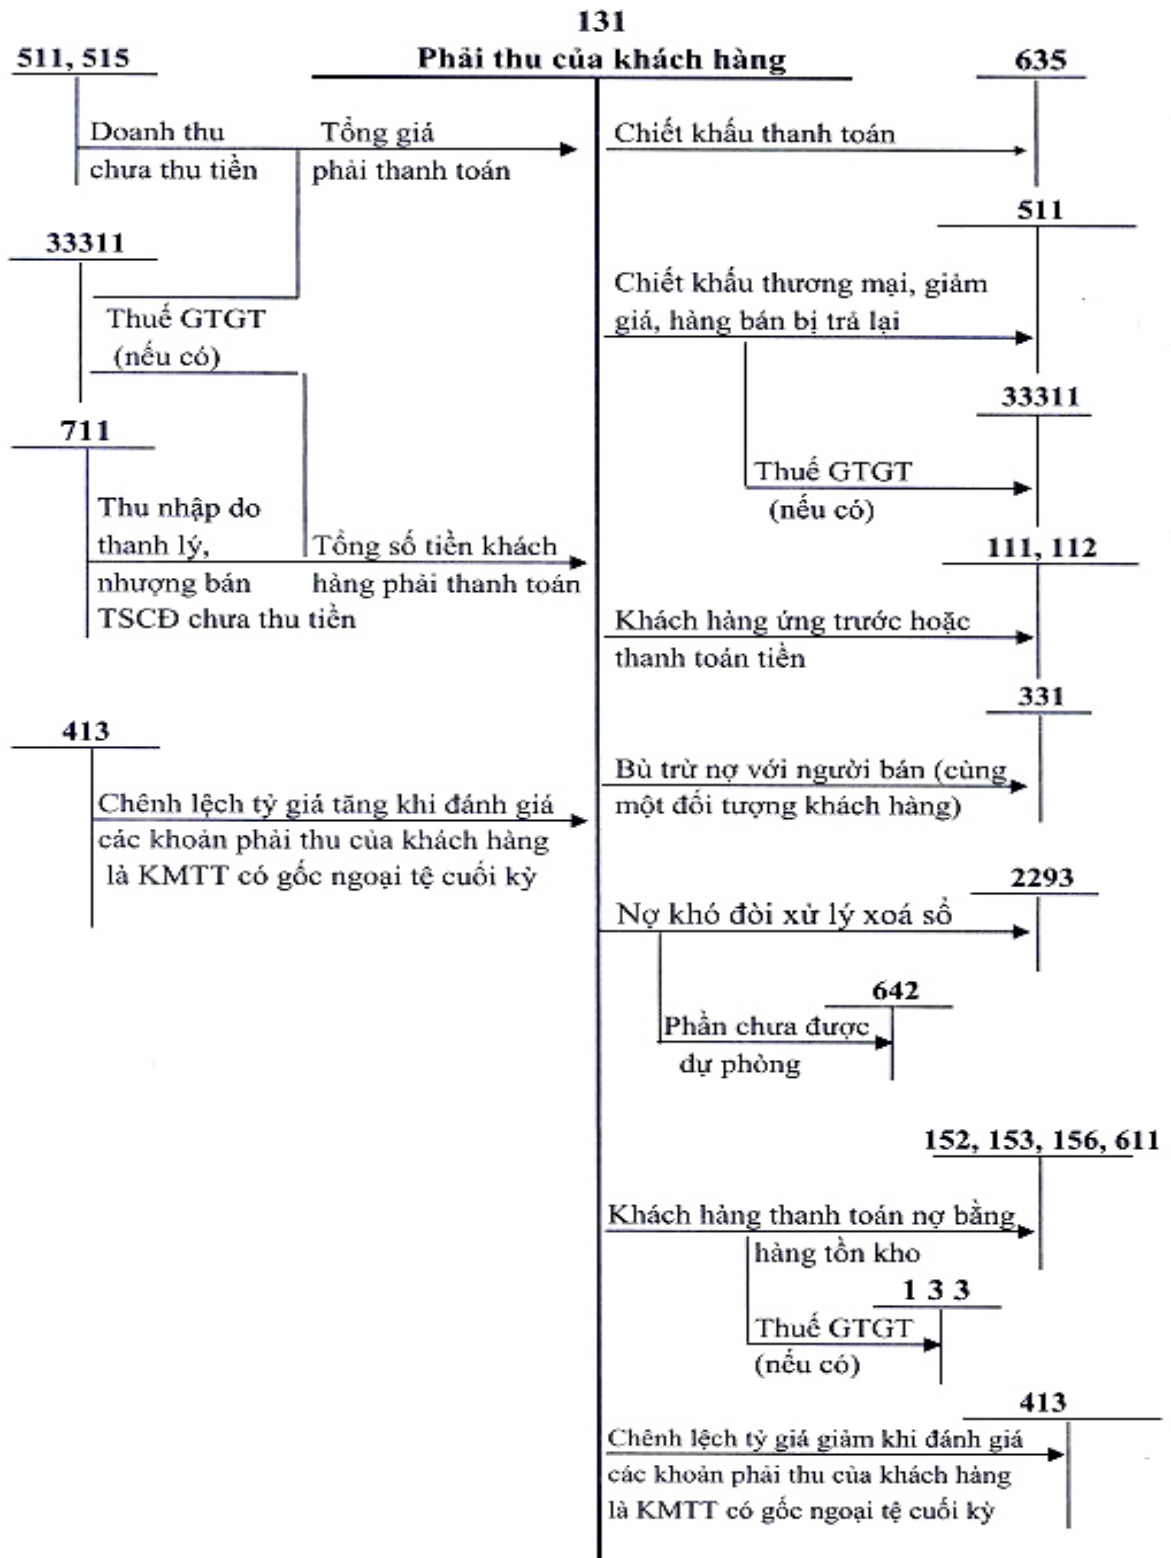 131
Phải thu của khách hàng
511, 515
Doanh thu
chưa thu tiền
Tổng giá
phải thanh toán
33311
Thuế GTGT
(nếu có)
711
Thu nhập do
thanh lý,
nhượng bán
TSCĐ chưa thu tiền
Tổng số tiền khách
hàng phải thanh toán
413
Chênh lệch tỷ giá tăng khi đánh giá
các khoản phải thu của khách hàng
là KMTT có gốc ngoại tệ cuối kỳ
635
Chiết khấu thanh toán
511
Chiết khấu thương mại, giảm
giá, hàng bán bị trả lại
33311
Thuế GTGT
(nếu có)
111, 112
Khách hàng ứng trước hoặc
thanh toán tiền
331
Bù trừ nợ với người bán (cùng
một đối tượng khách hàng)
2293
Nợ khó đòi xử lý xoá sổ
642
Phần chưa được
dự phòng
152, 153, 156, 611
Khách hàng thanh toán nợ bằng
hàng tồn kho
1 3 3
Thuế GTGT
(nếu có)
413
Chênh lệch tỷ giá giảm khi đánh giá
các khoản phải thu của khách hàng
là KMTT có gốc ngoại tệ cuối kỳ